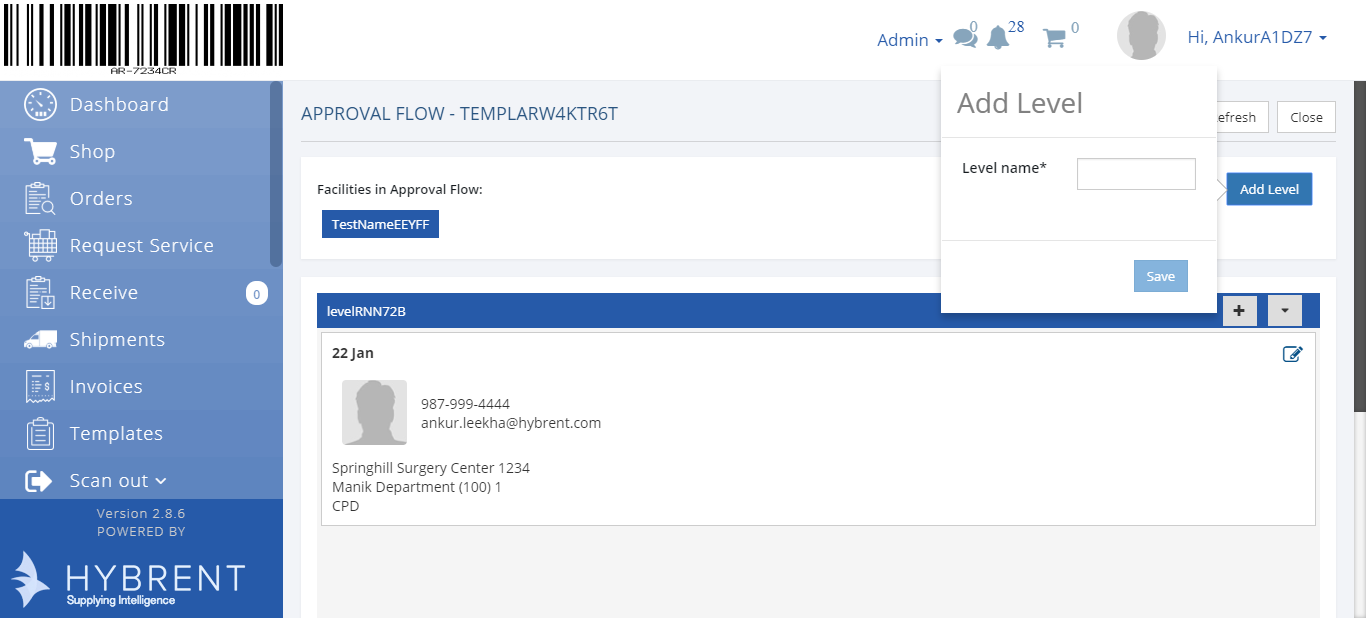 AR-7234CR
Admin
0
28
0
Hi, AnkurA1DZ7
Dashboard
Shop
Orders
Request Service
Receive
0
Shipments
Invoices
Templates
Scan out
Version 2.8.6
POWERED BY
HYBRENT
Supplying Intelligence
APPROVAL FLOW - TEMPLARW4KTR6T
efresh
Close
Facilities in Approval Flow:
TestNameEEYFF
Add Level
Add Level
Level name*
Save
levelRNN72B
22 Jan
987-999-4444
ankur.leekha@hybrent.com
Springhill Surgery Center 1234
Manik Department (100) 1
CPD